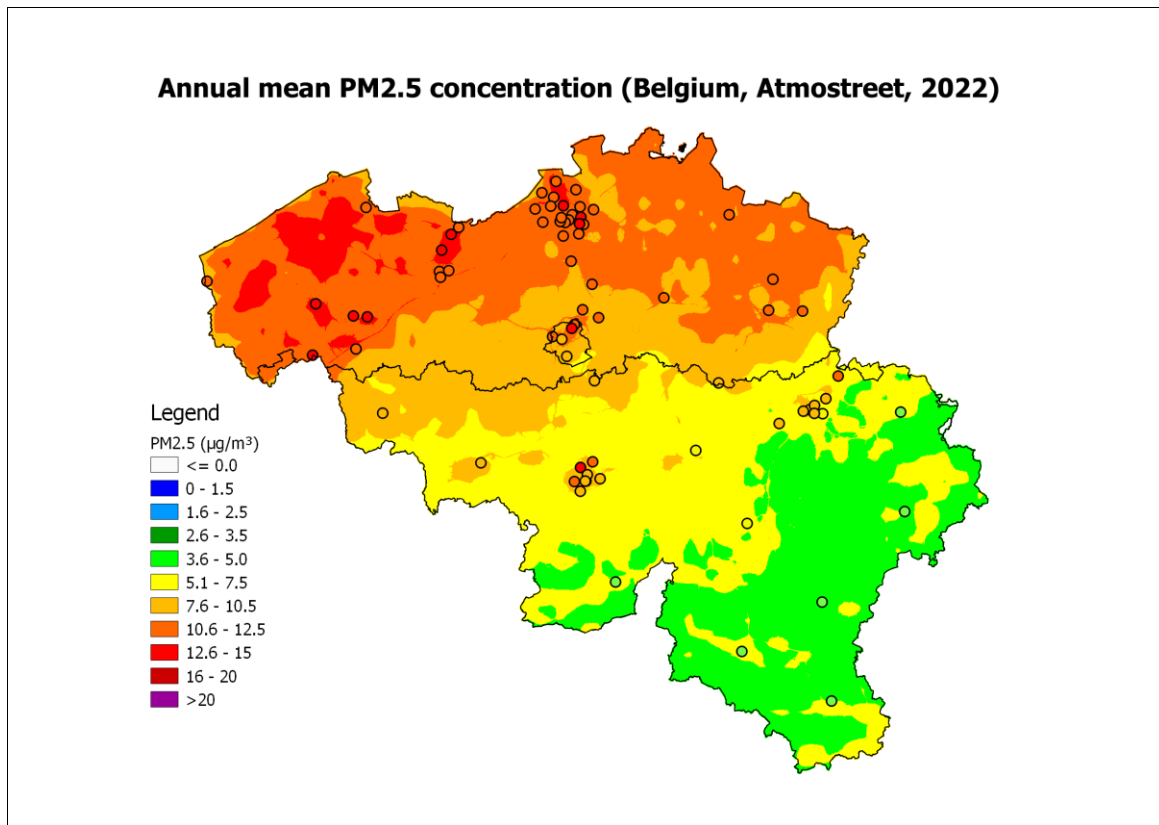 Annual mean PM2.5 concentration (Belgium, Atmostreet, 2022)
Legend
PM2.5 (µg/m³)
<= 0.0
0 - 1.5
1.6 - 2.5
2.6 - 3.5
3.6 - 5.0
5.1 - 7.5
7.6 - 10.5
10.6 - 12.5
12.6 - 15
16 - 20
>20